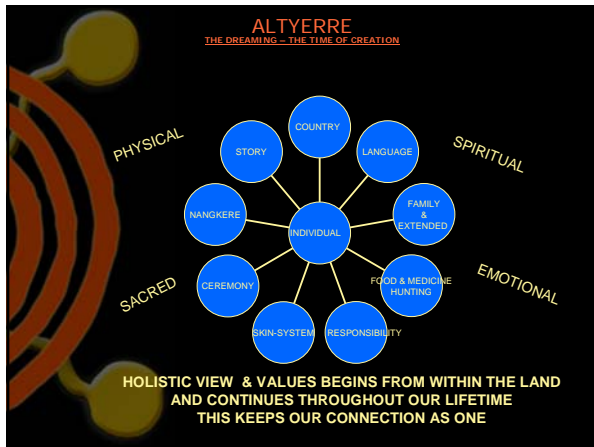 ALTYERRE
THE DREAMING – THE TIME OF CREATION
PHYSICAL
SPIRITUAL
COUNTRY
STORY
LANGUAGE
NANGKERE
FAMILY
&
EXTENDED
INDIVIDUAL
CEREMONY
FOOD & MEDICINE
HUNTING
SACRED
EMOTIONAL
SKIN-SYSTEM
RESPONSIBILITY
HOLISTIC VIEW & VALUES BEGINS FROM WITHIN THE LAND
AND CONTINUES THROUGHOUT OUR LIFETIME
THIS KEEPS OUR CONNECTION AS ONE